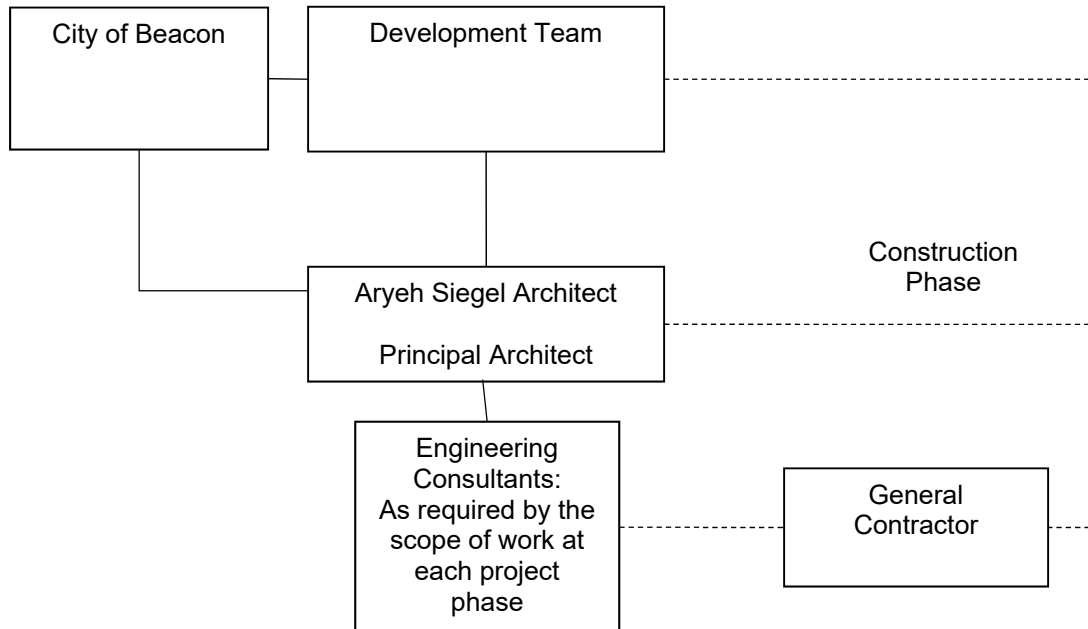 City of Beacon
Development Team
Construction
Phase
Aryeh Siegel Architect
Principal Architect
Engineering
Consultants:
As required by the
scope of work at
each project
phase
General
Contractor